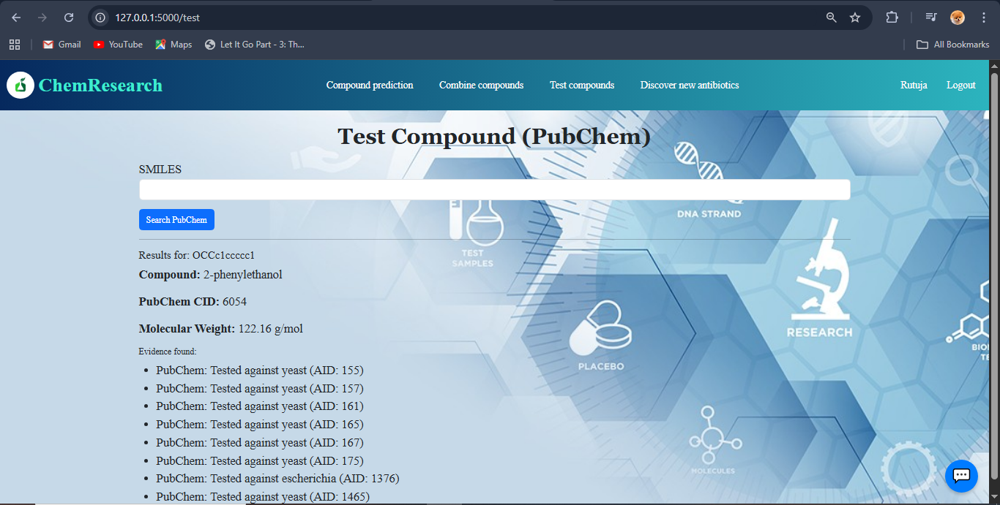 127.0.0.1:5000/test
Gmail YouTube Maps Let It Go Part - 3: Th... All Bookmarks
ChemResearch Compound prediction Combine compounds Test compounds Discover new antibiotics Rutuja Logout
Test Compound (PubChem)
SMILES
Search PubChem
Results for: OCCc1ccccc1
Compound: 2-phenylethanol
PubChem CID: 6054
Molecular Weight: 122.16 g/mol
Evidence found:
PubChem: Tested against yeast (AID: 155)
PubChem: Tested against yeast (AID: 157)
PubChem: Tested against yeast (AID: 161)
PubChem: Tested against yeast (AID: 165)
PubChem: Tested against yeast (AID: 167)
PubChem: Tested against yeast (AID: 175)
PubChem: Tested against escherichia (AID: 1376)
PubChem: Tested against yeast (AID: 1465)
DNA STRAND
TEST
SAMPLES
RESEARCH
PLACEBO
MOLECULES